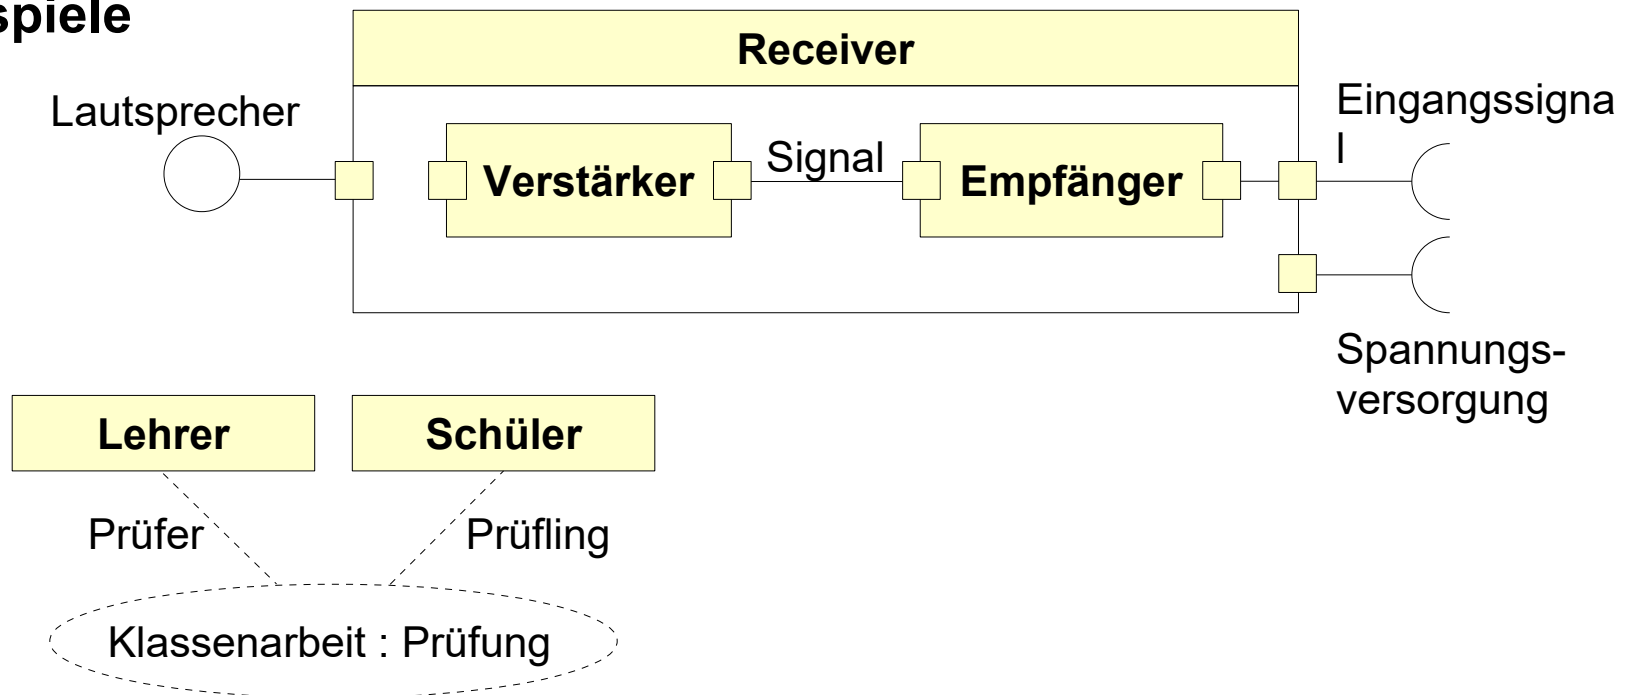 spiele
Receiver
Lautsprecher
Eingangssigna
l
Verstärker
Signal
Empfänger
Spannungs-
versorgung
Lehrer
Schüler
Prüfer
Prüfling
Klassenarbeit : Prüfung